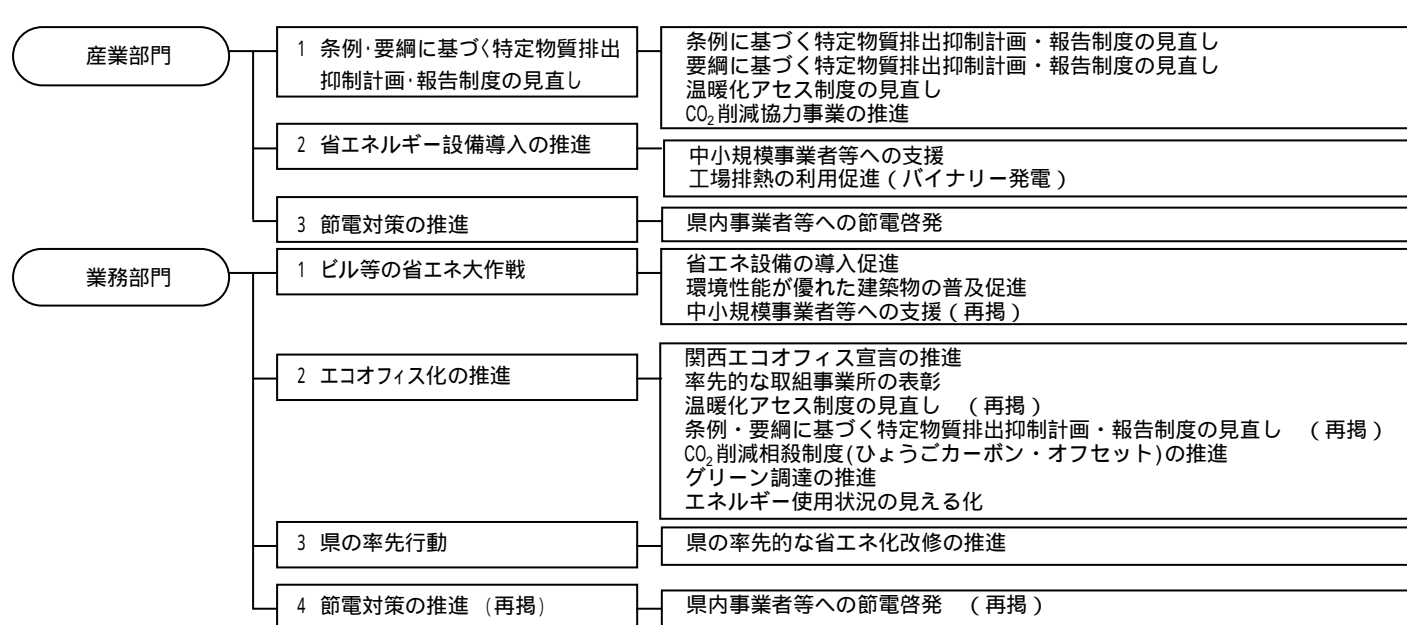 産業部門
1 条例・要綱に基づく特定物質排出
抑制計画・報告制度の見直し
条例に基づく特定物質排出抑制計画・報告制度の見直し
要綱に基づく特定物質排出抑制計画・報告制度の見直し
温暖化アセス制度の見直し
CO₂削減協力事業の推進
2 省エネルギー設備導入の推進
中小規模事業者等への支援
工場排熱の利用促進(バイナリー発電)
3 節電対策の推進
県内事業者等への節電啓発
業務部門
1 ビル等の省エネ大作戦
省エネ設備の導入促進
環境性能が優れた建築物の普及促進
中小規模事業者等への支援(再掲)
2 エコオフィス化の推進
関西エコオフィス宣言の推進
率先的な取組事業所の表彰
温暖化アセス制度の見直し (再掲)
条例・要綱に基づく特定物質排出抑制計画・報告制度の見直し (再掲)
CO₂削減相殺制度(ひょうごカーボン・オフセット)の推進
グリーン調達の推進
エネルギー使用状況の見える化
3 県の率先行動
県の率先的な省エネ化改修の推進
4 節電対策の推進 (再掲)
県内事業者等への節電啓発 (再掲)